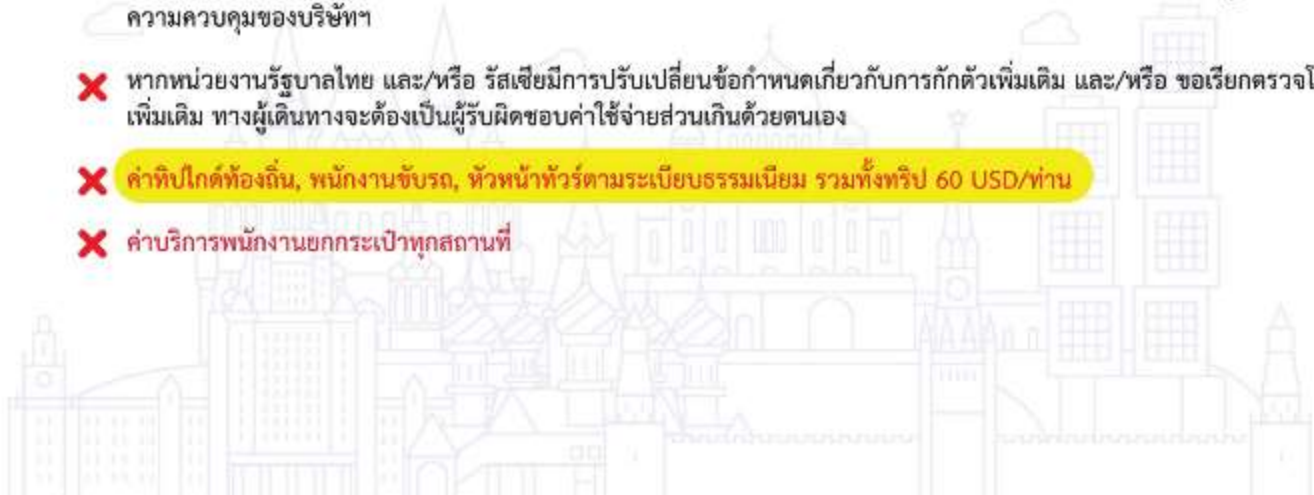 ความควบคุมของบริษัทฯ
หากหน่วยงานรัฐบาลไทย และ/หรือ รัสเซียมีการปรับเปลี่ยนข้อกำหนดเกี่ยวกับการกักตัวเพิ่มเติม และ/หรือ ขอเรียกตรวจ
เพิ่มเติม ทางผู้เดินทางจะต้องเป็นผู้รับผิดชอบค่าใช้จ่ายส่วนเกินด้วยตนเอง
ค่าทิปไกด์ท้องถิ่น, พนักงานขับรถ, หัวหน้าทัวร์ตามระเบียบธรรมเนียม รวมทั้งทริป 60 USD/ท่าน
ค่าบริการพนักงานยกกระเป๋าทุกสถานที่